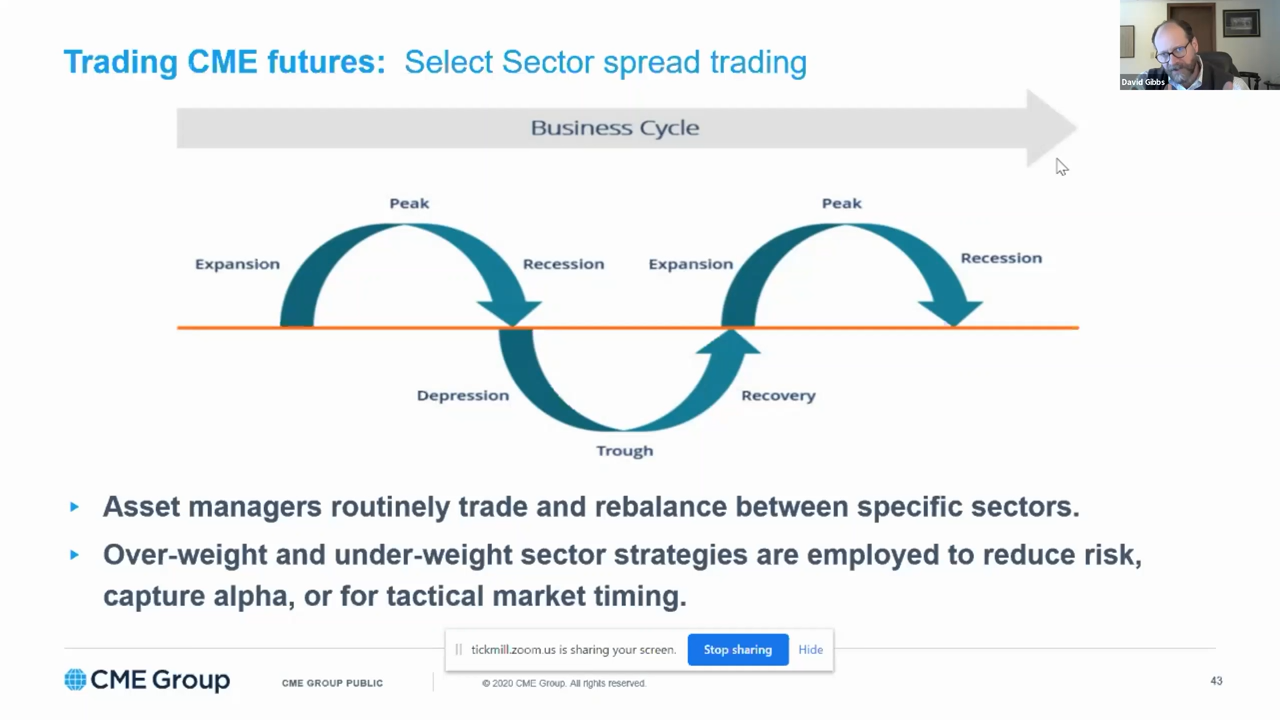 Trading CME futures: Select Sector spread trading
David Gibbs
Business Cycle
Peak
Peak
Expansion
Recession
Expansion
Recession
Depression
Recovery
Trough
Asset managers routinely trade and rebalance between specific sectors.
Over-weight and under-weight sector strategies are employed to reduce risk,
capture alpha, or for tactical market timing.
tickmill.zoom.us is sharing your screen.
Stop sharing
Hide
CME Group
CME GROUP PUBLIC
© 2020 CME Group. All rights reserved.
43